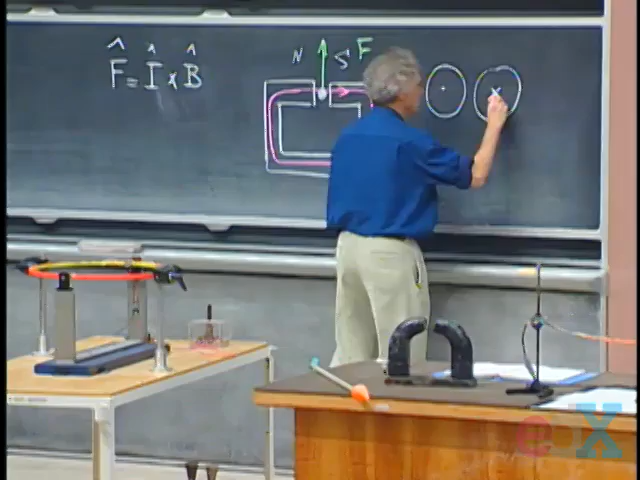 ^ ^ ^
F = I x B
N S F
x
edX